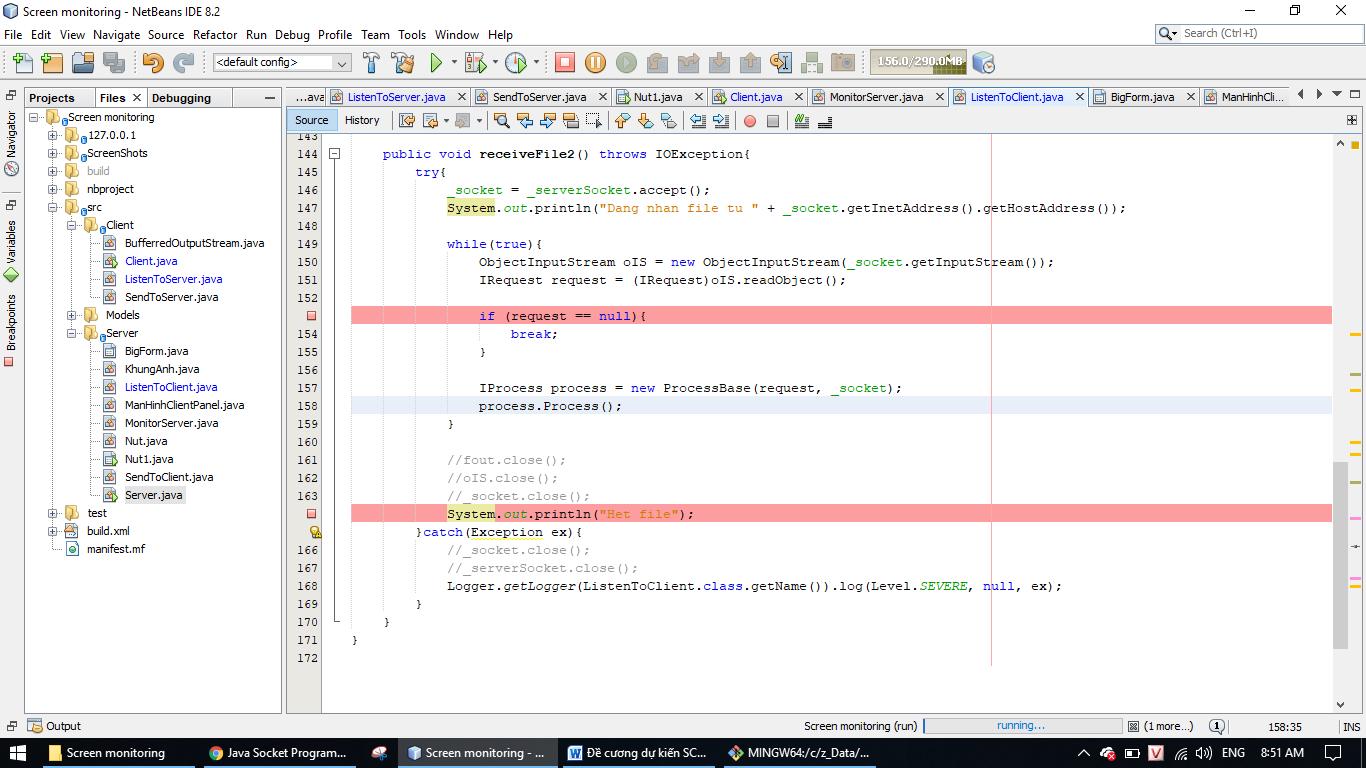 Screen monitoring - NetBeans IDE 8.2
File Edit View Navigate Source Refactor Run Debug Profile Team Tools Window Help
Search (Ctrl+I)
<default config>
156.0/290.0MB
Projects Files Debugging
...ava ListenToServer.java SendToServer.java Nut1.java Client.java MonitorServer.java ListenToClient.java BigForm.java ManHinhCli...
Source History
Navigator
Variables
Breakpoints
Screen monitoring
127.0.0.1
ScreenShots
build
nbproject
src
Client
BufferredOutputStream.java
Client.java
ListenToServer.java
SendToServer.java
Models
Server
BigForm.java
KhungAnh.java
ListenToClient.java
ManHinhClientPanel.java
MonitorServer.java
Nut.java
Nut1.java
SendToClient.java
Server.java
test
build.xml
manifest.mf
143
144 public void receiveFile2() throws IOException{
145 try{
146 _socket = _serverSocket.accept();
147 System.out.println("Dang nhan file tu " + _socket.getInetAddress().getHostAddress());
148
149 while(true){
150 ObjectInputStream oIS = new ObjectInputStream(_socket.getInputStream());
151 IRequest request = (IRequest)oIS.readObject();
152
if (request == null){
154 break;
155 }
156
157 IProcess process = new ProcessBase(request, _socket);
158 process.Process();
159 }
160
161 //fout.close();
162 //oIS.close();
163 //_socket.close();
System.out.println("Het file");
}catch(Exception ex){
166 //_socket.close();
167 //_serverSocket.close();
168 Logger.getLogger(ListenToClient.class.getName()).log(Level.SEVERE, null, ex);
169 }
170 }
171 }
172
Output
Screen monitoring (run) running... (1 more...) 1 158:35 INS
Screen monitoring
Java Socket Program...
Screen monitoring - ...
Đề cương dự kiến SC...
MINGW64:/c/z_Data/...
V ENG 8:51 AM